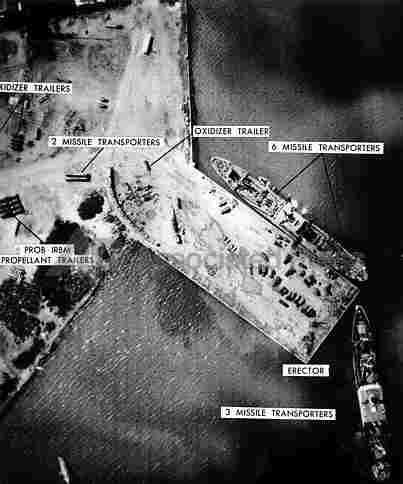 OXIDIZER TRAILERS
OXIDIZER TRAILER
2 MISSILE TRANSPORTERS
6 MISSILE TRANSPORTERS
PROB IRBM
PROPELLANT TRAILERS
ERECTOR
3 MISSILE TRANSPORTERS